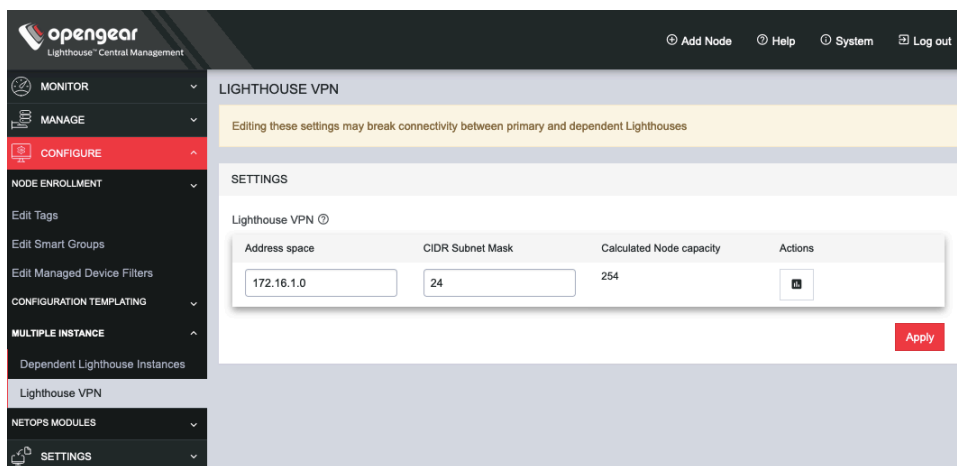 opengear
Lighthouse™ Central Management
Add Node Help System Log out
MONITOR
MANAGE
CONFIGURE
NODE ENROLLMENT
Edit Tags
Edit Smart Groups
Edit Managed Device Filters
CONFIGURATION TEMPLATING
MULTIPLE INSTANCE
Dependent Lighthouse Instances
Lighthouse VPN
NETOPS MODULES
SETTINGS
LIGHTHOUSE VPN
Editing these settings may break connectivity between primary and dependent Lighthouses
SETTINGS
Lighthouse VPN
Address space CIDR Subnet Mask Calculated Node capacity Actions
172.16.1.0 24 254
Apply